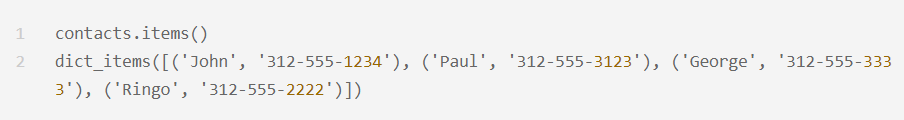 1 contacts.items()
2 dict_items([('John', '312-555-1234'), ('Paul', '312-555-3123'), ('George', '312-555-333
3'), ('Ringo', '312-555-2222')])